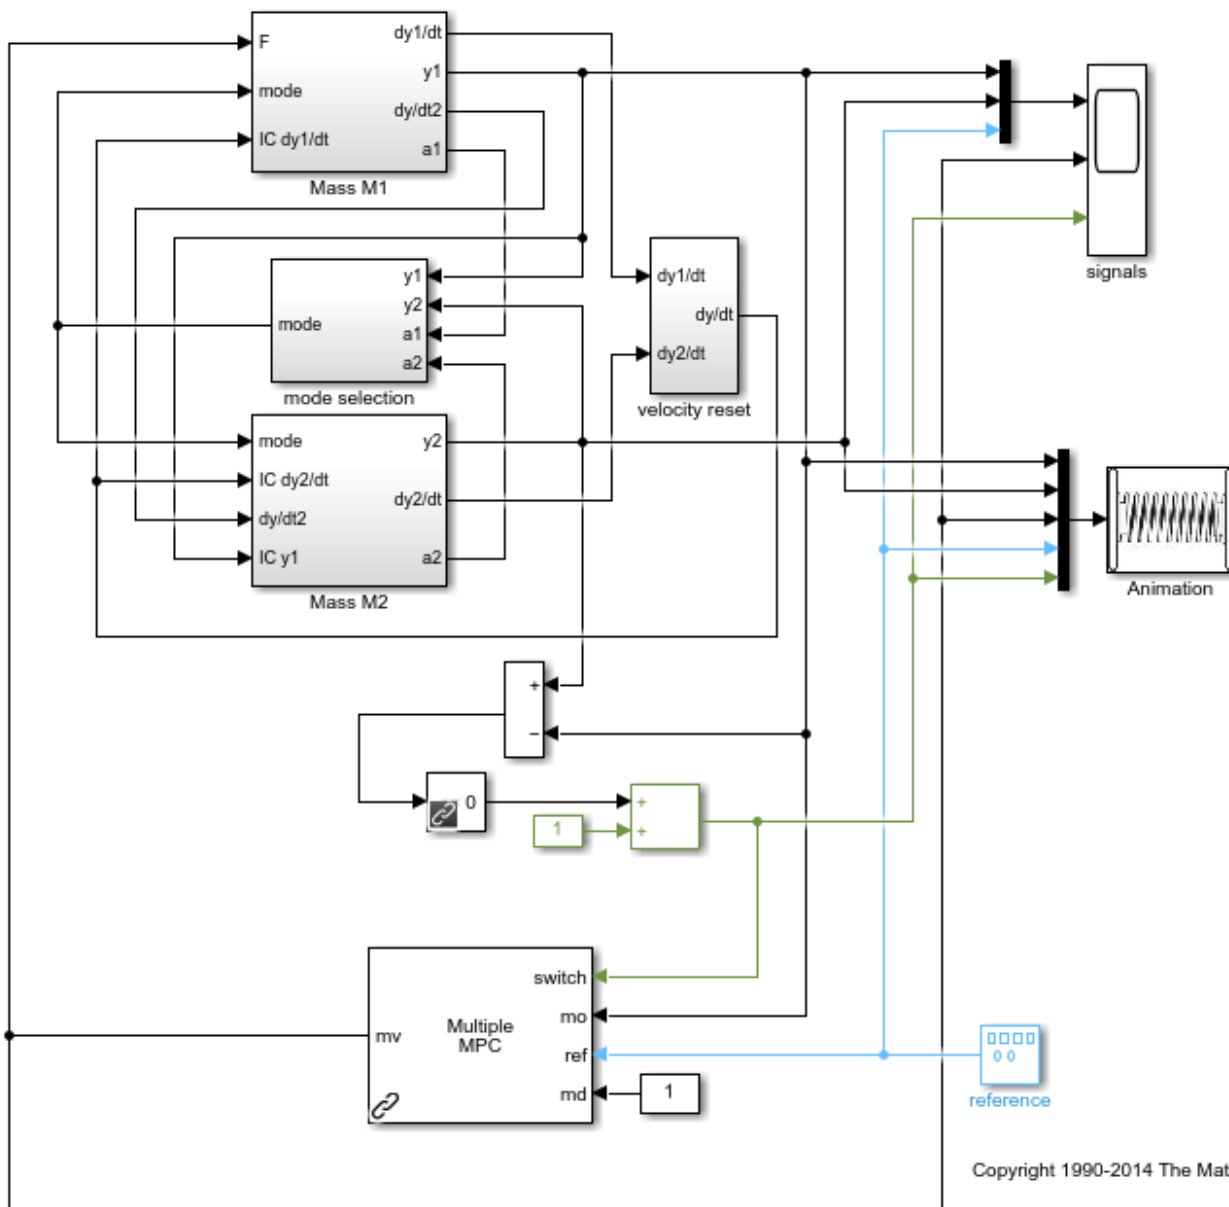 F
mode
IC dy1/dt
dy1/dt
y1
dy/dt2
a1
Mass M1
mode
y1
y2
a1
a2
mode selection
dy1/dt
dy2/dt
dy/dt
velocity reset
signals
mode
IC dy2/dt
dy/dt2
IC y1
y2
dy2/dt
a2
Mass M2
Animation
+
−
0
1
+
+
mv
Multiple
MPC
switch
mo
ref
md
1
0 0
reference
Copyright 1990-2014 The Mat